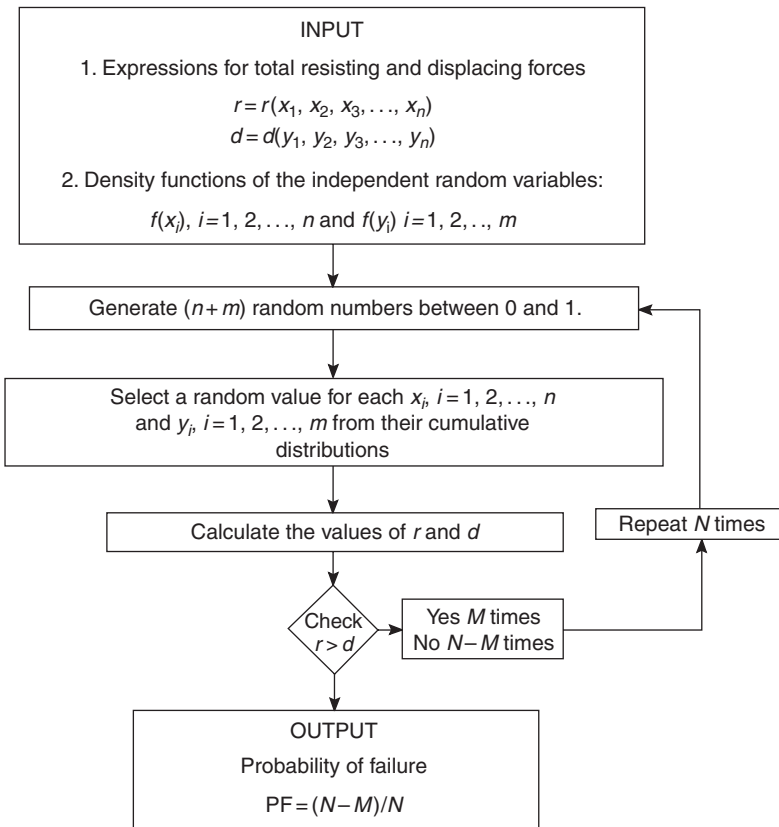 INPUT
1. Expressions for total resisting and displacing forces
r = r(x₁, x₂, x₃,..., xₙ)
d = d(y₁, y₂, y₃,..., yₙ)
2. Density functions of the independent random variables:
f(xᵢ), i = 1, 2,..., n and f(yᵢ) i = 1, 2,.., m
Generate (n + m) random numbers between 0 and 1.
Select a random value for each xᵢ, i = 1, 2,..., n
and yᵢ, i = 1, 2,..., m from their cumulative
distributions
Calculate the values of r and d
Repeat N times
Check
r > d
Yes M times
No N – M times
OUTPUT
Probability of failure
PF = (N – M)/N